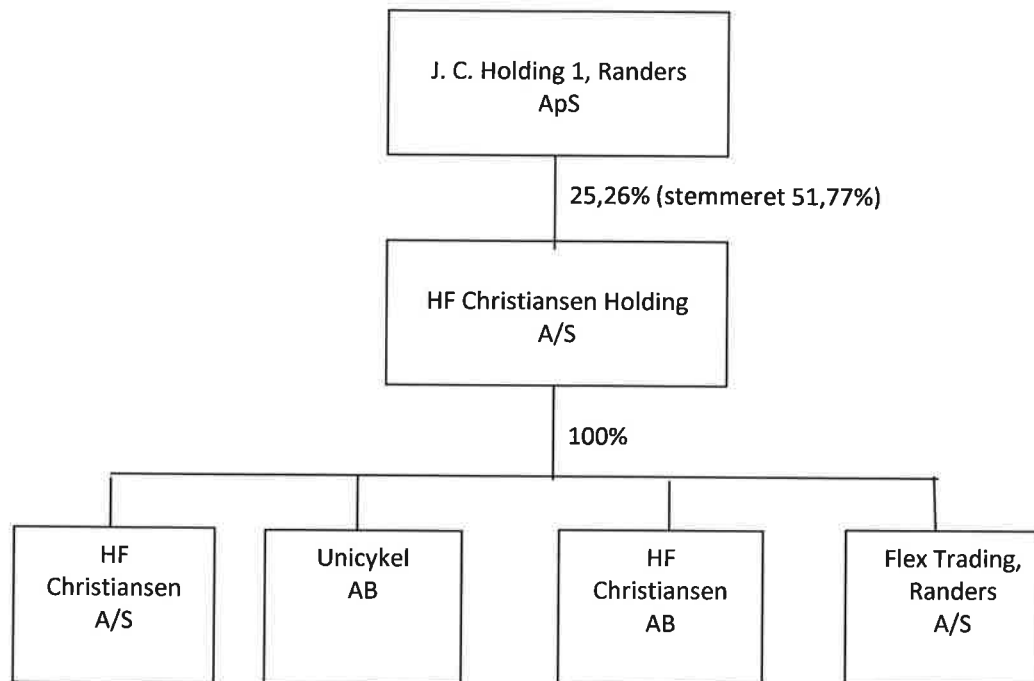 J. C. Holding 1, Randers
ApS
25,26% (stemmeret 51,77%)
HF Christiansen Holding
A/S
100%
HF
Christiansen
A/S
Unicykel
AB
HF
Christiansen
AB
Flex Trading,
Randers
A/S